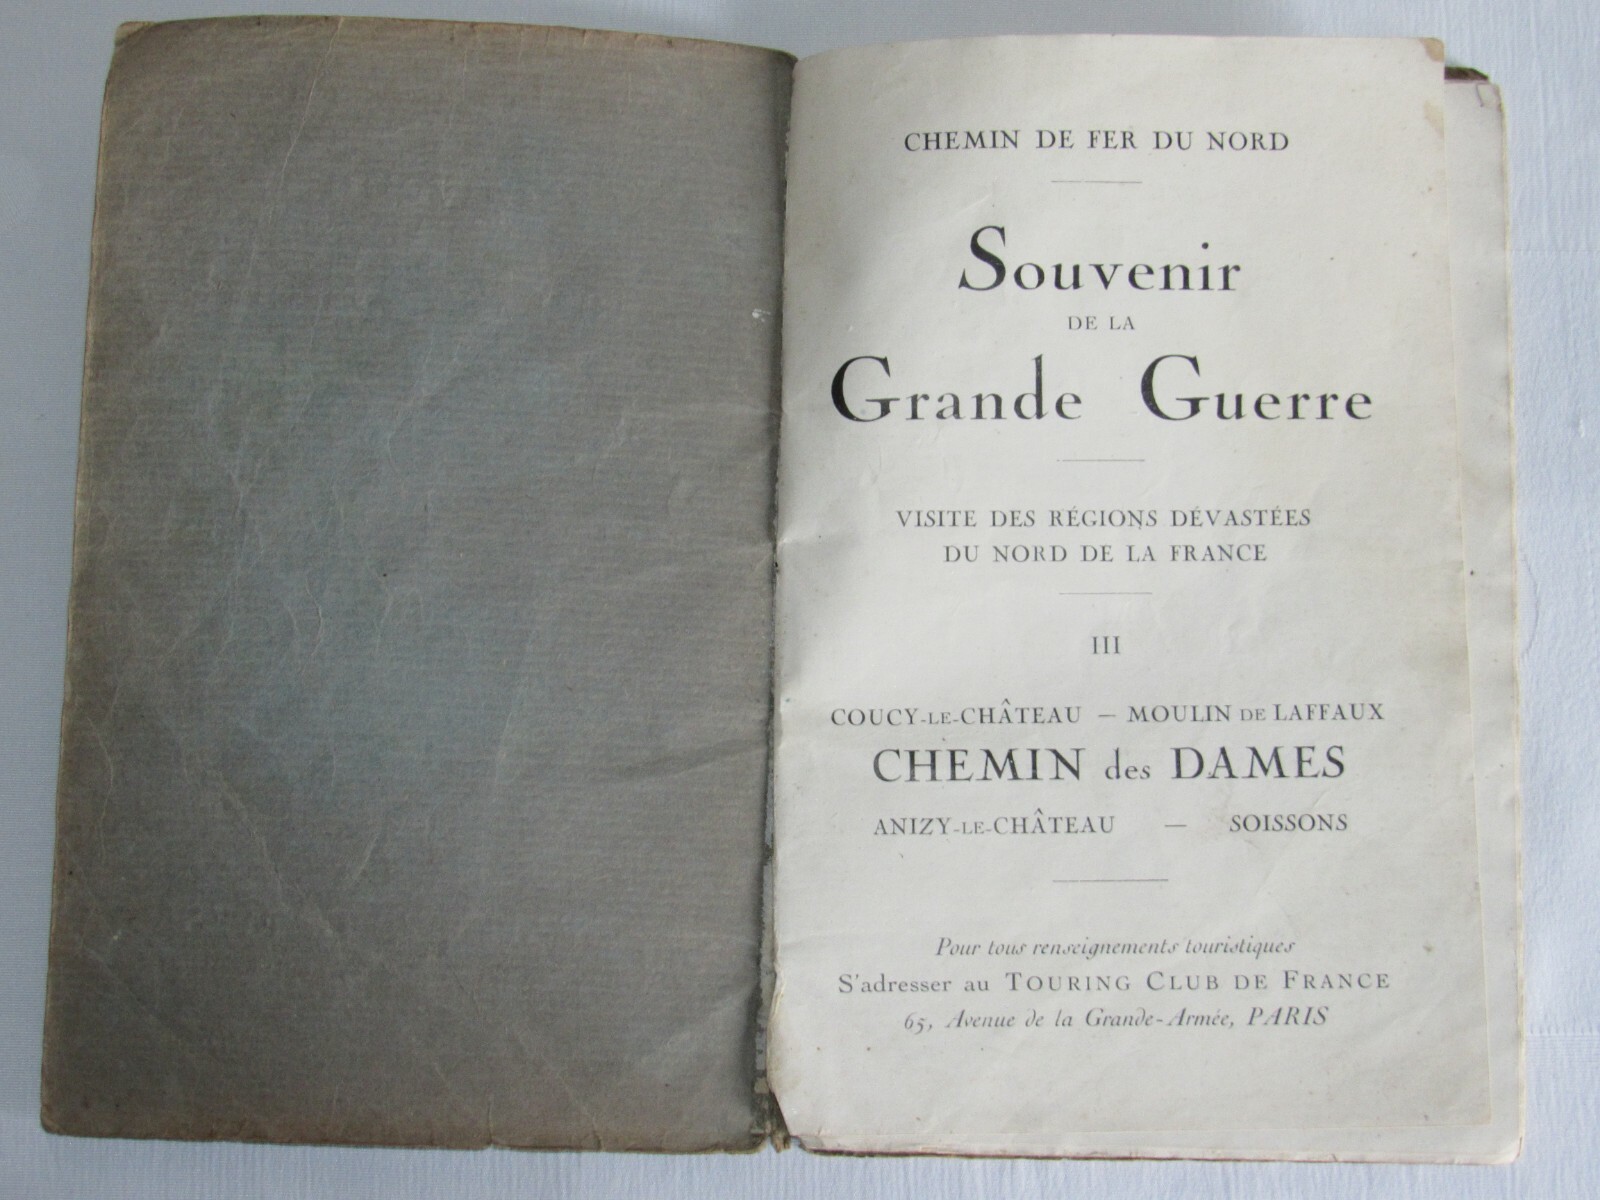 CHEMIN DE FER DU NORD
Souvenir
DE LA
Grande Guerre
VISITE DES RÉGIONS DÉVASTÉES
DU NORD DE LA FRANCE
III
COUCY-LE-CHÂTEAU — MOULIN DE LAFFAUX
CHEMIN des DAMES
ANIZY-LE-CHÂTEAU — SOISSONS
Pour tous renseignements touristiques
S'adresser au TOURING CLUB DE FRANCE
65, Avenue de la Grande-Armée, PARIS